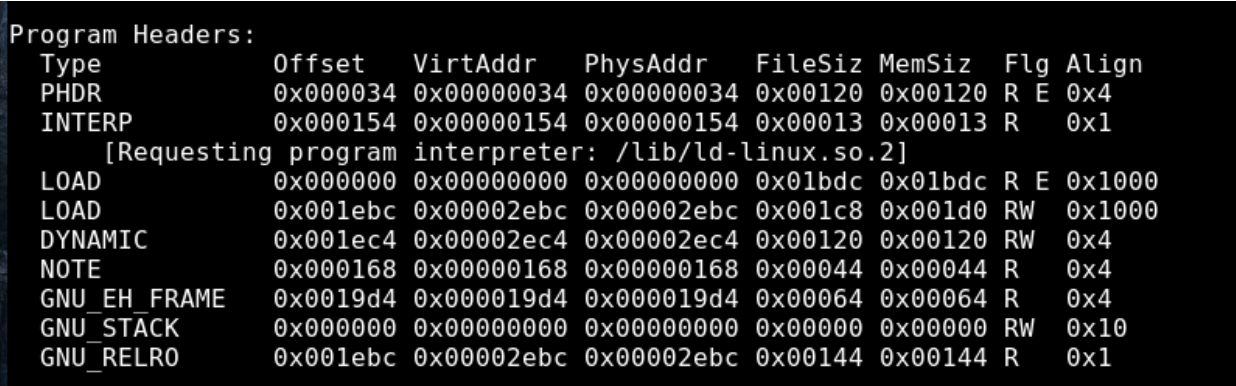 Program Headers:
  Type           Offset   VirtAddr   PhysAddr   FileSiz MemSiz  Flg Align
  PHDR           0x000034 0x00000034 0x00000034 0x00120 0x00120 R E 0x4
  INTERP         0x000154 0x00000154 0x00000154 0x00013 0x00013 R   0x1
      [Requesting program interpreter: /lib/ld-linux.so.2]
  LOAD           0x000000 0x00000000 0x00000000 0x01bdc 0x01bdc R E 0x1000
  LOAD           0x001ebc 0x00002ebc 0x00002ebc 0x001c8 0x001d0 RW  0x1000
  DYNAMIC        0x001ec4 0x00002ec4 0x00002ec4 0x00120 0x00120 RW  0x4
  NOTE           0x000168 0x00000168 0x00000168 0x00044 0x00044 R   0x4
  GNU_EH_FRAME   0x0019d4 0x000019d4 0x000019d4 0x00064 0x00064 R   0x4
  GNU_STACK      0x000000 0x00000000 0x00000000 0x00000 0x00000 RW  0x10
  GNU_RELRO      0x001ebc 0x00002ebc 0x00002ebc 0x00144 0x00144 R   0x1